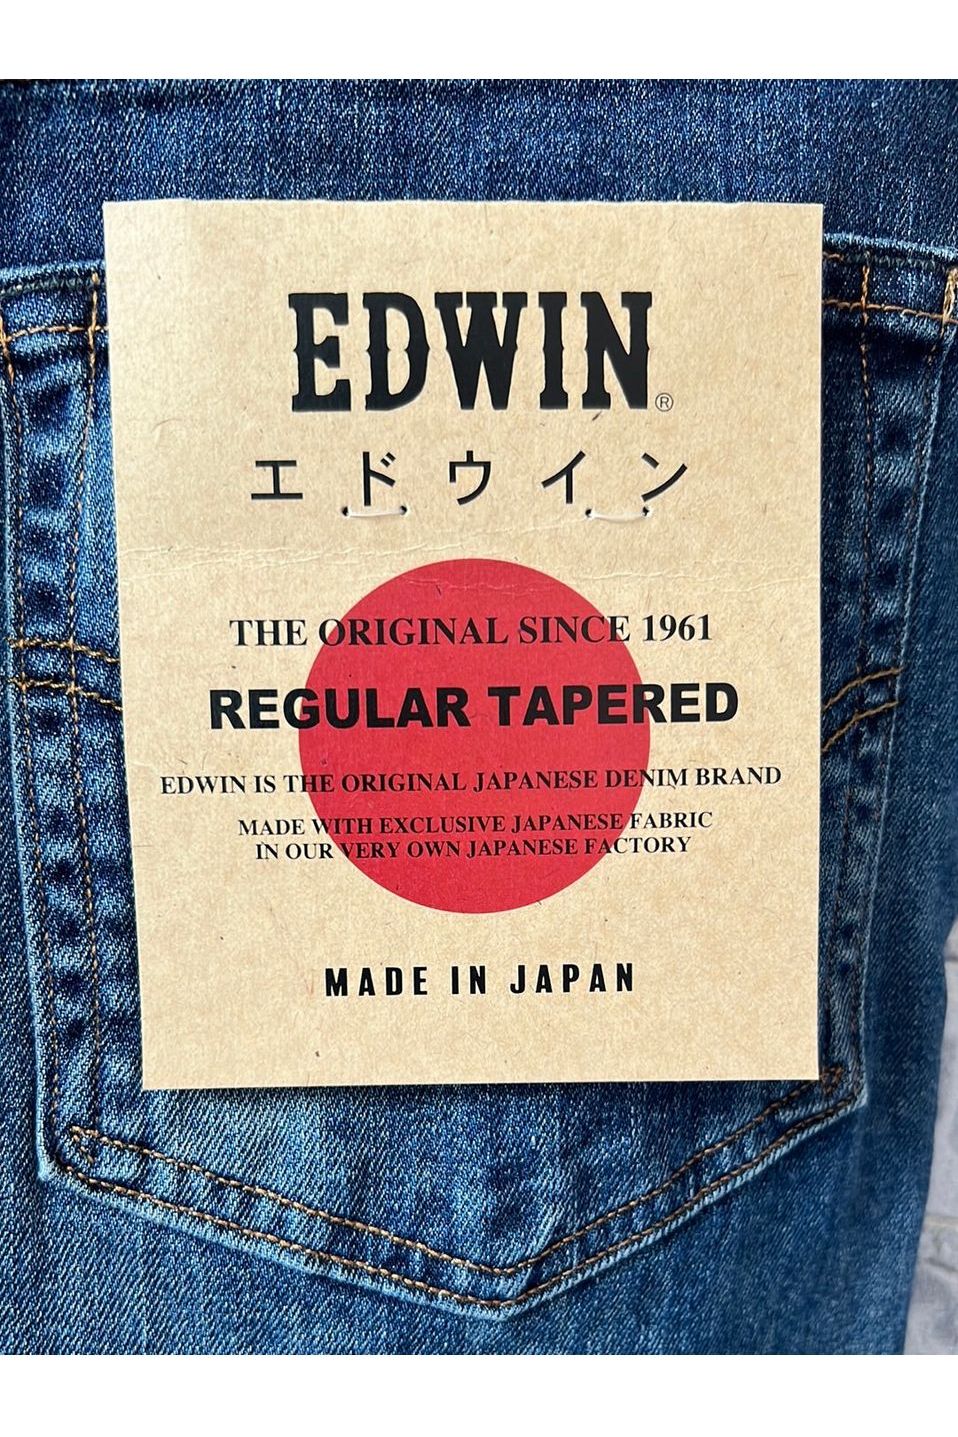 EDWIN®
エドウイン
THE ORIGINAL SINCE 1961
REGULAR TAPERED
EDWIN IS THE ORIGINAL JAPANESE DENIM BRAND
MADE WITH EXCLUSIVE JAPANESE FABRIC
IN OUR VERY OWN JAPANESE FACTORY
MADE IN JAPAN